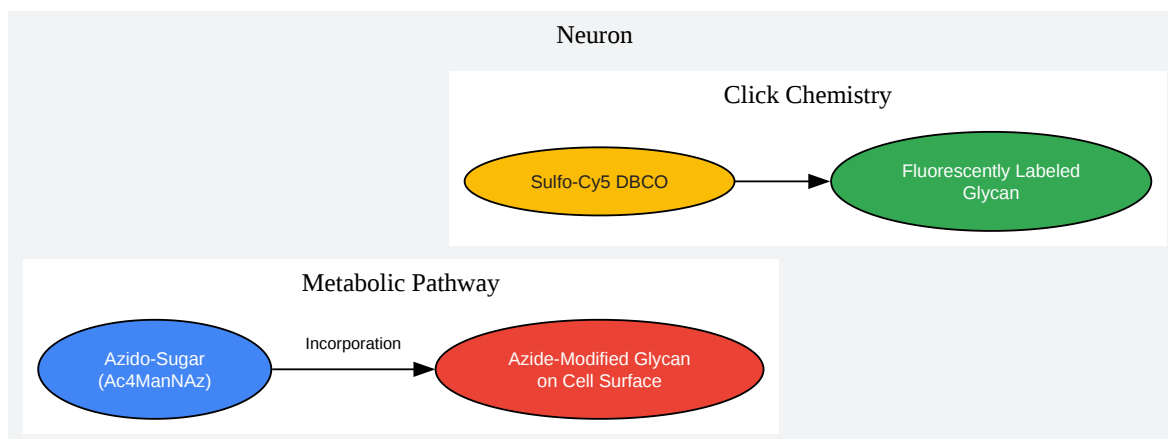 Neuron
Click Chemistry
Sulfo-Cy5 DBCO
Fluorescently Labeled
Glycan
Metabolic Pathway
Azido-Sugar
(Ac4ManNAz)
Incorporation
Azide-Modified Glycan
on Cell Surface